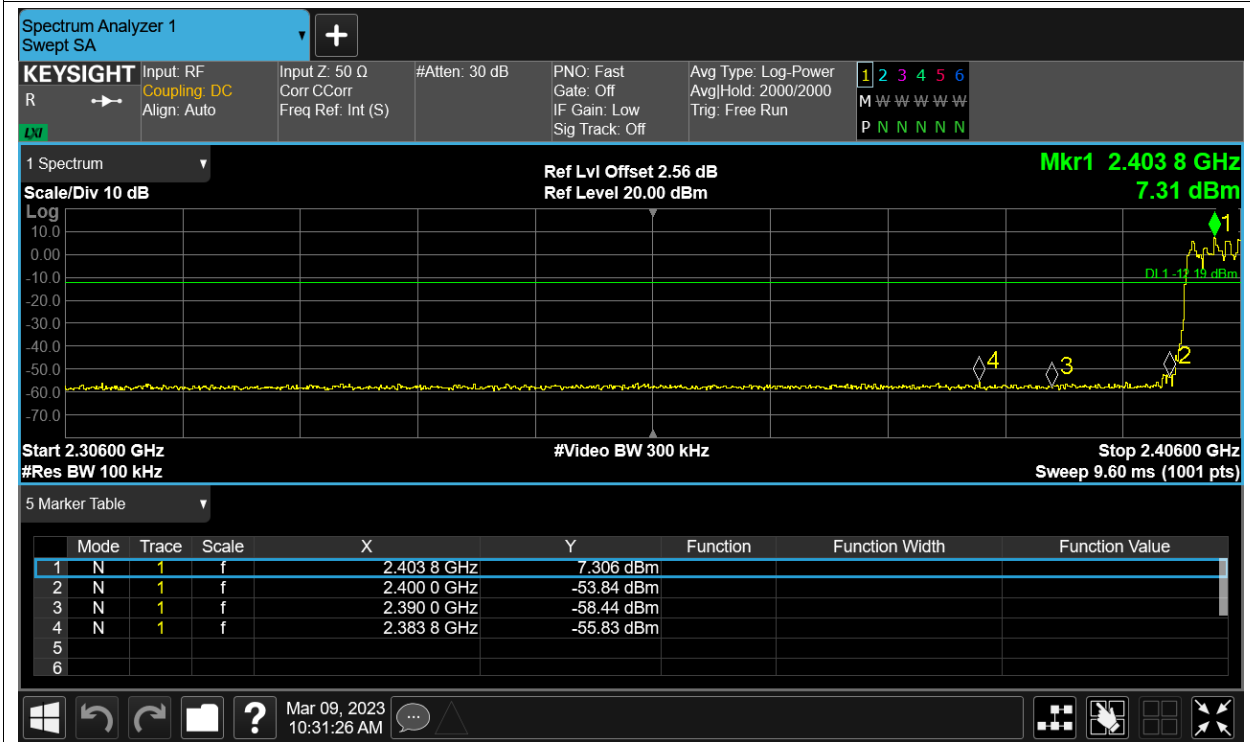 Spectrum Analyzer 1
Swept SA
+
KEYSIGHT Input: RF Input Z: 50 Ω #Atten: 30 dB PNO: Fast Avg Type: Log-Power 1 2 3 4 5 6
R Coupling: DC Corr CCorr Gate: Off Avg|Hold: 2000/2000 M W W W W W
Align: Auto Freq Ref: Int (S) IF Gain: Low Trig: Free Run
LXI Sig Track: Off P N N N N N
1 Spectrum Ref Lvl Offset 2.56 dB Mkr1 2.403 8 GHz
Scale/Div 10 dB Ref Level 20.00 dBm 7.31 dBm
Log
1
10.0
0.00
DL1 -12.19 dBm
-10.0
-20.0
-30.0
-40.0
4 3 2
-50.0
-60.0
-70.0
Start 2.30600 GHz #Video BW 300 kHz Stop 2.40600 GHz
#Res BW 100 kHz Sweep 9.60 ms (1001 pts)
5 Marker Table
Mode Trace Scale X Y Function Function Width Function Value
1 N 1 f 2.403 8 GHz 7.306 dBm
2 N 1 f 2.400 0 GHz -53.84 dBm
3 N 1 f 2.390 0 GHz -58.44 dBm
4 N 1 f 2.383 8 GHz -55.83 dBm
5
6
? Mar 09, 2023
10:31:26 AM